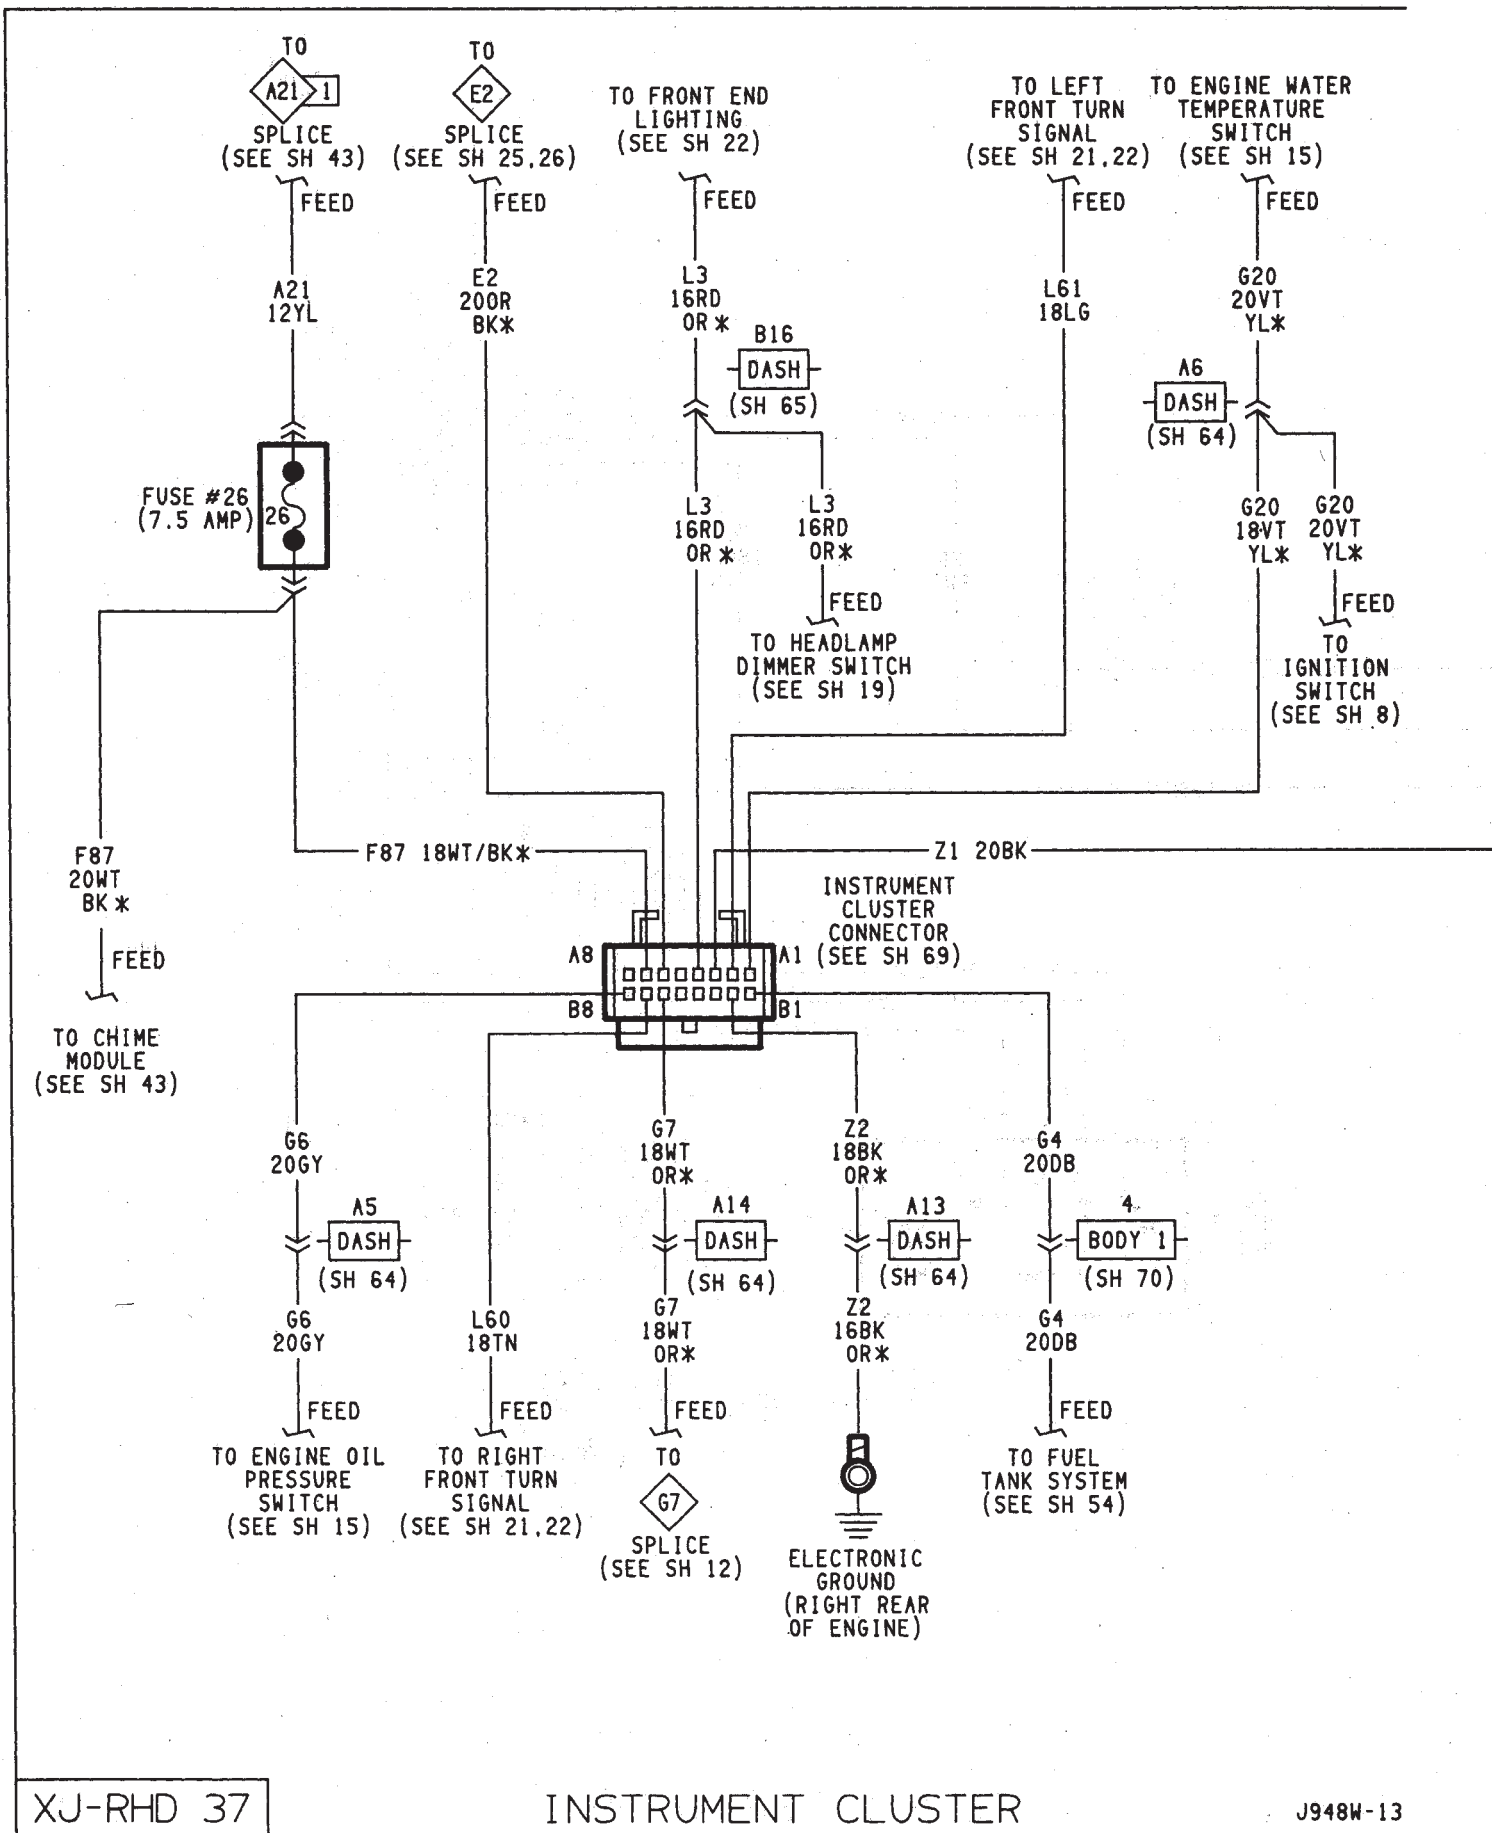 TO
A21
1
SPLICE
(SEE SH 43)
FEED
A21
12YL
FUSE #26
(7.5 AMP)
26
TO
E2
SPLICE
(SEE SH 25,26)
FEED
E2
20OR
BK*
TO FRONT END
LIGHTING
(SEE SH 22)
FEED
L3
16RD
OR*
B16
DASH
(SH 65)
L3
16RD
OR*
L3
16RD
OR*
FEED
TO HEADLAMP
DIMMER SWITCH
(SEE SH 19)
TO LEFT
FRONT TURN
SIGNAL
(SEE SH 21,22)
FEED
L61
18LG
TO ENGINE WATER
TEMPERATURE
SWITCH
(SEE SH 15)
FEED
G20
20VT
YL*
A6
DASH
(SH 64)
G20
18VT
YL*
G20
20VT
YL*
FEED
TO
IGNITION
SWITCH
(SEE SH 8)
F87
20WT
BK*
FEED
TO CHIME
MODULE
(SEE SH 43)
F87 18WT/BK*
Z1 20BK
INSTRUMENT
CLUSTER
CONNECTOR
(SEE SH 69)
A8
A1
B8
B1
G6
20GY
A5
DASH
(SH 64)
G6
20GY
FEED
TO ENGINE OIL
PRESSURE
SWITCH
(SEE SH 15)
L60
18TN
FEED
TO RIGHT
FRONT TURN
SIGNAL
(SEE SH 21,22)
G7
18WT
OR*
A14
DASH
(SH 64)
G7
18WT
OR*
FEED
TO
G7
SPLICE
(SEE SH 12)
Z2
18BK
OR*
A13
DASH
(SH 64)
Z2
16BK
OR*
ELECTRONIC
GROUND
(RIGHT REAR
OF ENGINE)
G4
20DB
4
BODY 1
(SH 70)
G4
20DB
FEED
TO FUEL
TANK SYSTEM
(SEE SH 54)
XJ-RHD 37
INSTRUMENT CLUSTER
J948W-13